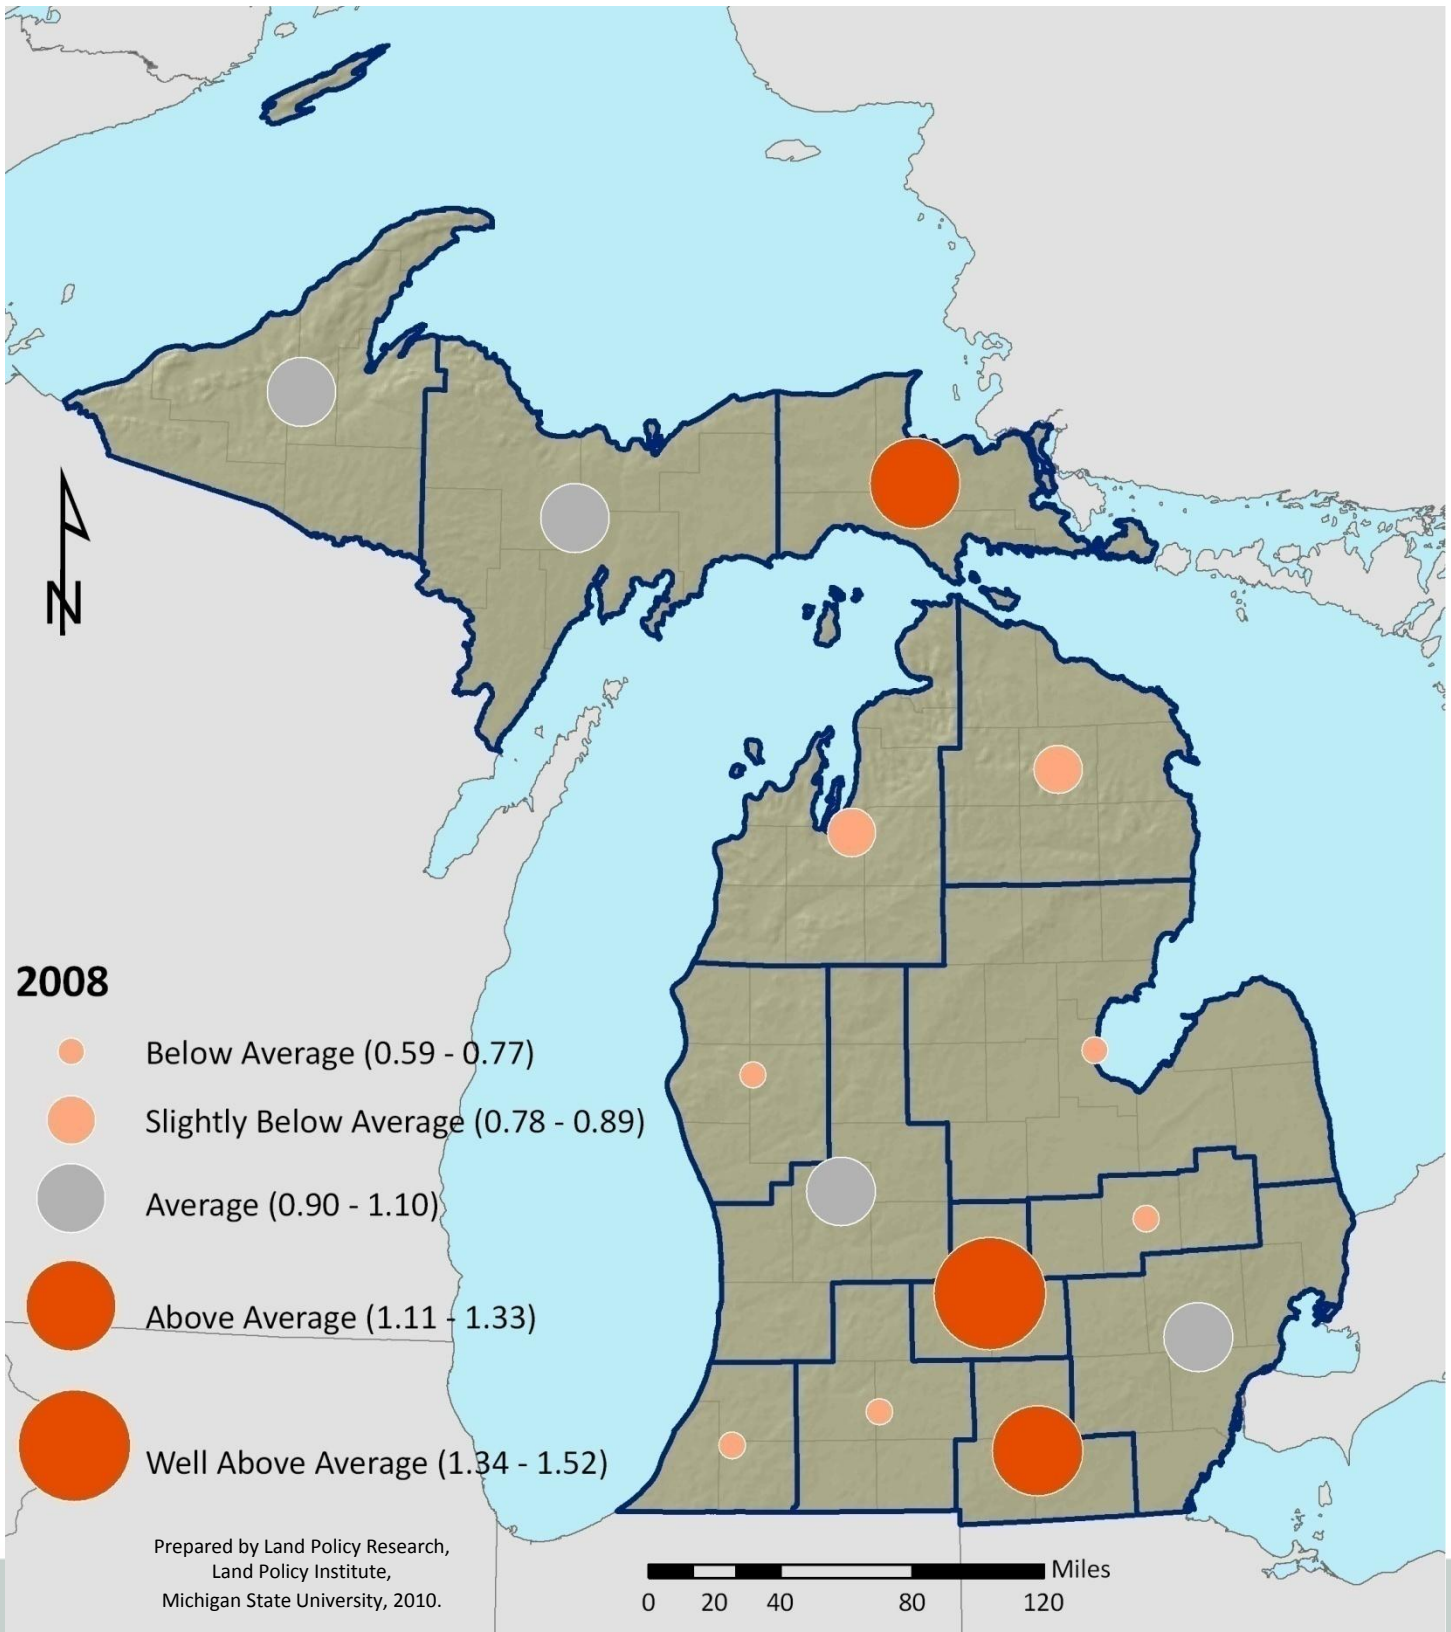 N
2008
Below Average (0.59 - 0.77)
Slightly Below Average (0.78 - 0.89)
Average (0.90 - 1.10)
Above Average (1.11 - 1.33)
Well Above Average (1.34 - 1.52)
Prepared by Land Policy Research,
Land Policy Institute,
Michigan State University, 2010.
Miles
0 20 40 80 120